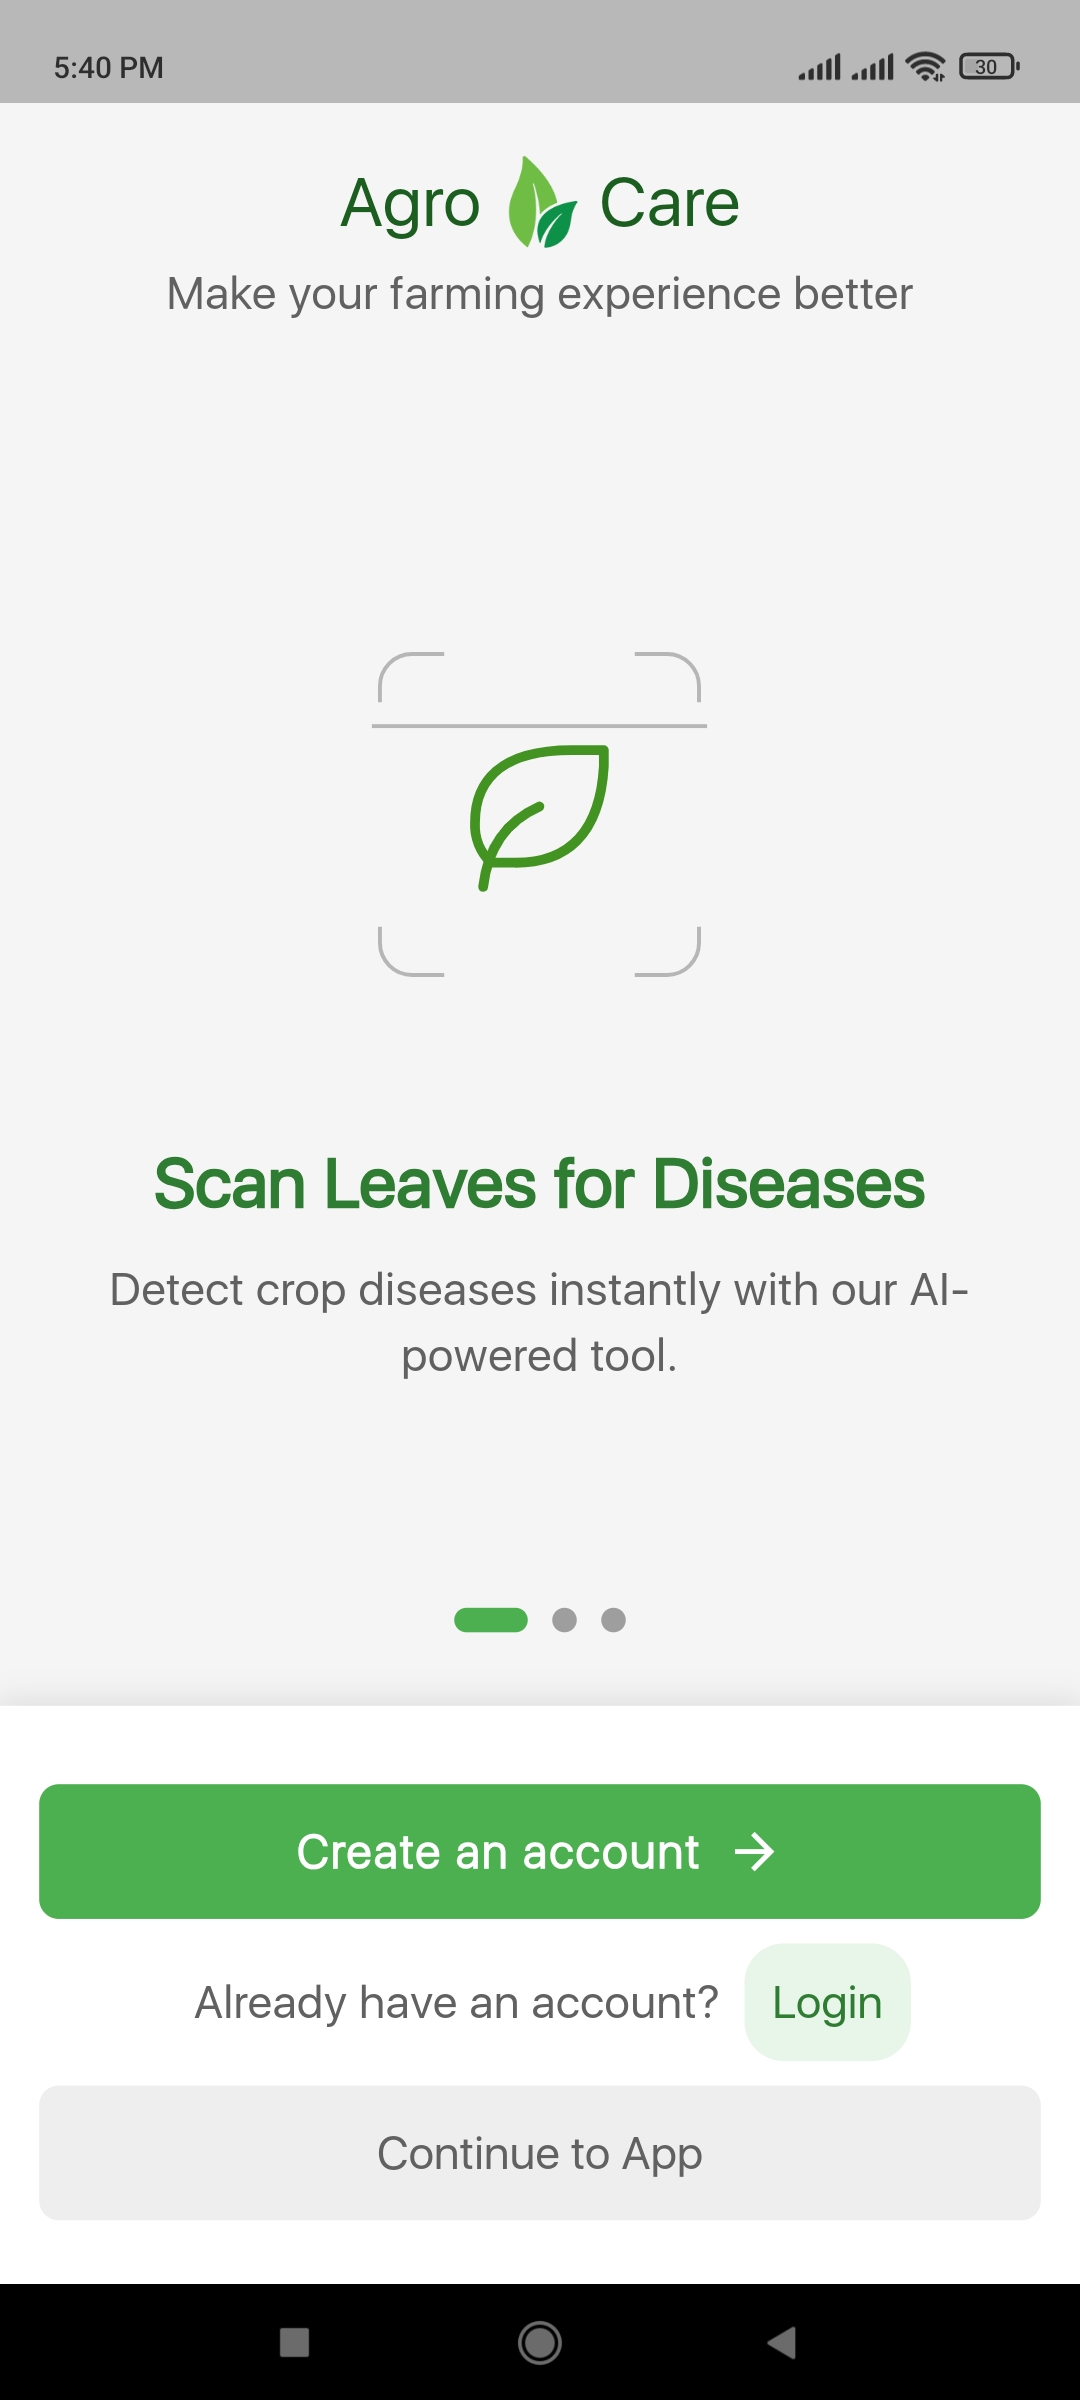 5:40 PM
30
Agro Care
Make your farming experience better
Scan Leaves for Diseases
Detect crop diseases instantly with our AI-
powered tool.
Create an account →
Already have an account? Login
Continue to App